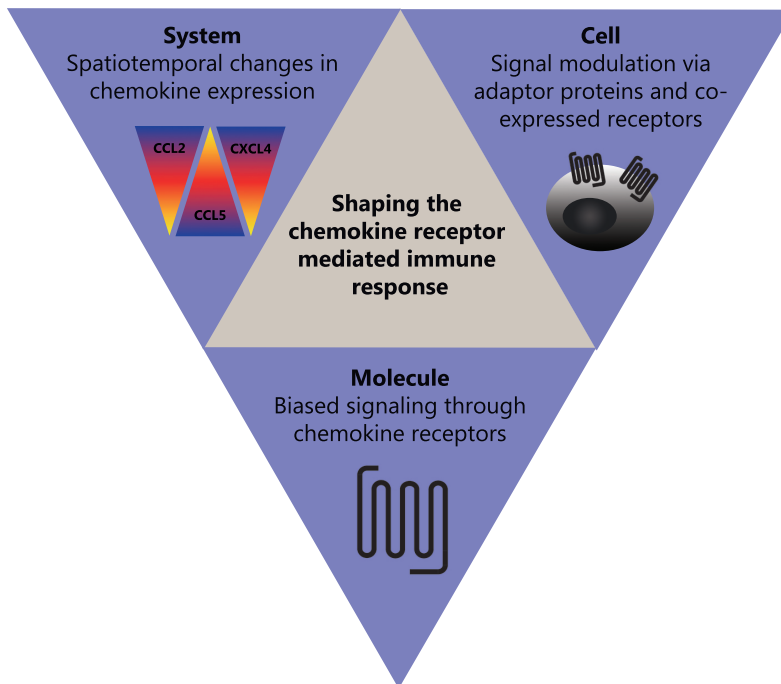 System
Spatiotemporal changes in
chemokine expression
CCL2
CXCL4
CCL5
Cell
Signal modulation via
adaptor proteins and co-
expressed receptors
Shaping the
chemokine receptor
mediated immune
response
Molecule
Biased signaling through
chemokine receptors